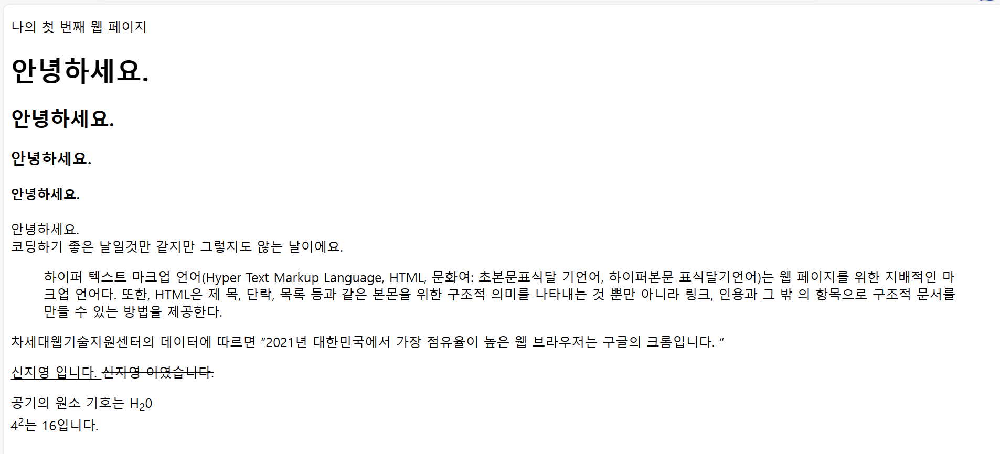 나의 첫 번째 웹 페이지
안녕하세요.
안녕하세요.
안녕하세요.
안녕하세요.
안녕하세요.
코딩하기 좋은 날일것만 같지만 그렇지도 않는 날이에요.
하이퍼 텍스트 마크업 언어(Hyper Text Markup Language, HTML, 문화여: 초본문표식달 기언어, 하이퍼본문 표식달기언어)는 웹 페이지를 위한 지배적인 마
크업 언어다. 또한, HTML은 제 목, 단락, 목록 등과 같은 본몬을 위한 구조적 의미를 나타내는 것 뿐만 아니라 링크, 인용과 그 밖 의 항목으로 구조적 문서를
만들 수 있는 방법을 제공한다.
차세대웹기술지원센터의 데이터에 따르면 “2021년 대한민국에서 가장 점유율이 높은 웹 브라우저는 구글의 크롬입니다. ”
신지영 입니다. 신지영 이였습니다.
공기의 원소 기호는 H₂0
4²는 16입니다.